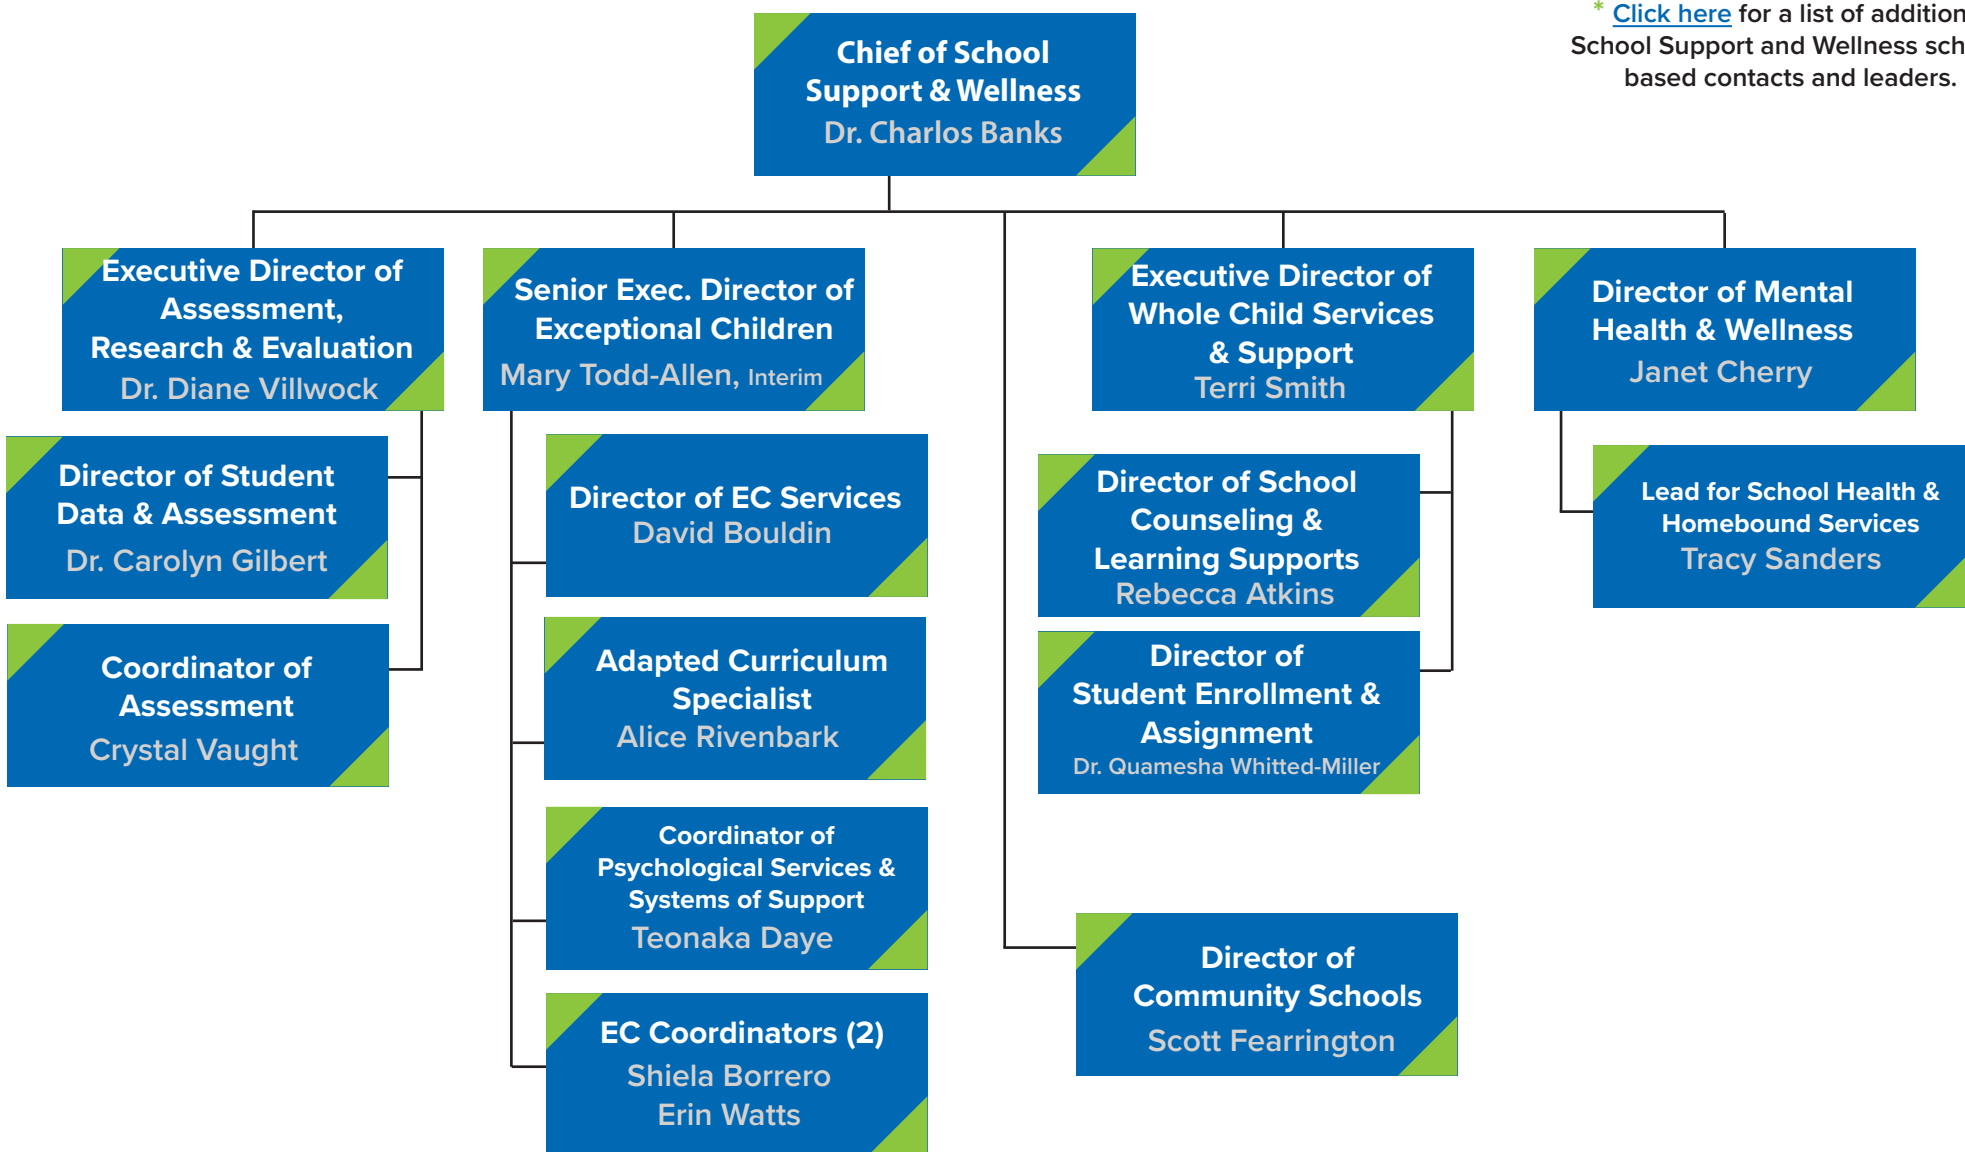 * Click here for a list of addition
School Support and Wellness sch
based contacts and leaders.
Chief of School
Support & Wellness
Dr. Charlos Banks
Executive Director of
Assessment,
Research & Evaluation
Dr. Diane Villwock
Director of Student
Data & Assessment
Dr. Carolyn Gilbert
Coordinator of
Assessment
Crystal Vaught
Senior Exec. Director of
Exceptional Children
Mary Todd-Allen, Interim
Director of EC Services
David Bouldin
Adapted Curriculum
Specialist
Alice Rivenbark
Coordinator of
Psychological Services &
Systems of Support
Teonaka Daye
EC Coordinators (2)
Shiela Borrero
Erin Watts
Executive Director of
Whole Child Services
& Support
Terri Smith
Director of School
Counseling &
Learning Supports
Rebecca Atkins
Director of
Student Enrollment &
Assignment
Dr. Quamesha Whitted-Miller
Director of
Community Schools
Scott Fearrington
Director of Mental
Health & Wellness
Janet Cherry
Lead for School Health &
Homebound Services
Tracy Sanders